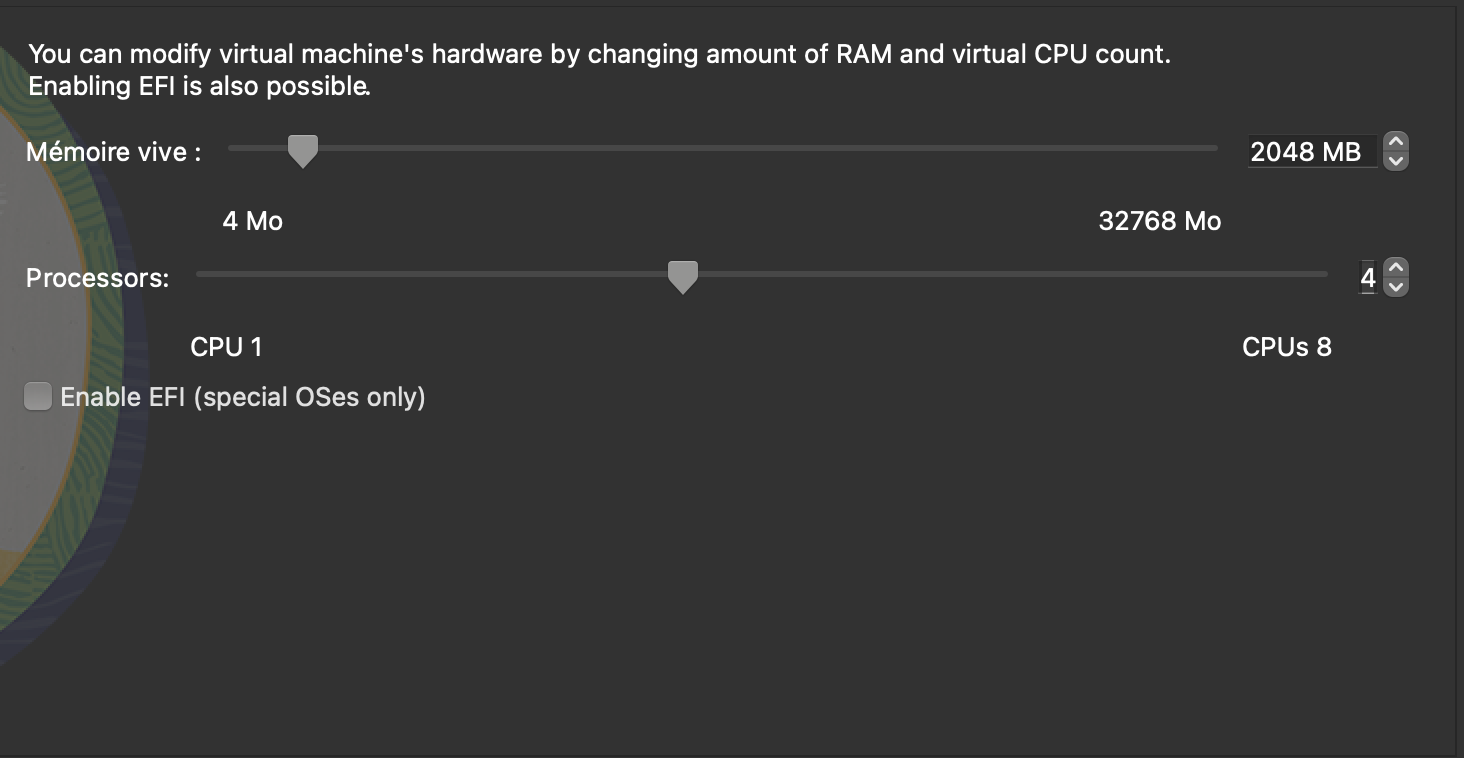 You can modify virtual machine's hardware by changing amount of RAM and virtual CPU count.
Enabling EFI is also possible.
Mémoire vive :
2048 MB
4 Mo
32768 Mo
Processors:
4
CPU 1
CPUs 8
Enable EFI (special OSes only)